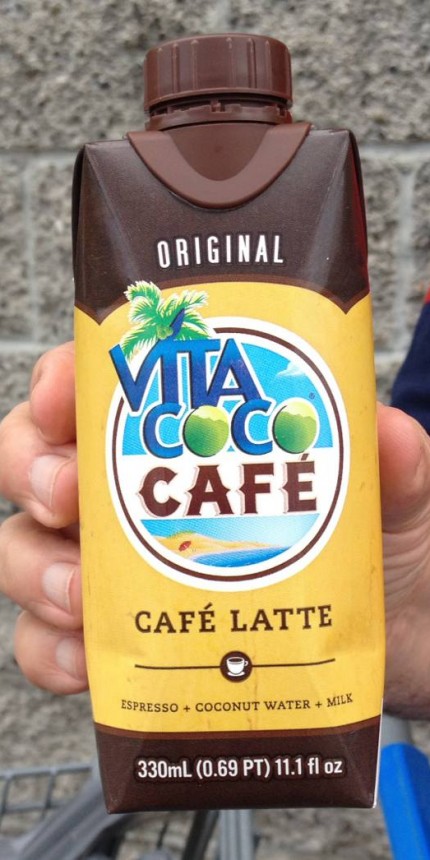 ORIGINAL
VITA
COCO
CAFÉ
CAFÉ LATTE
ESPRESSO + COCONUT WATER + MILK
330mL (0.69 PT) 11.1 fl oz